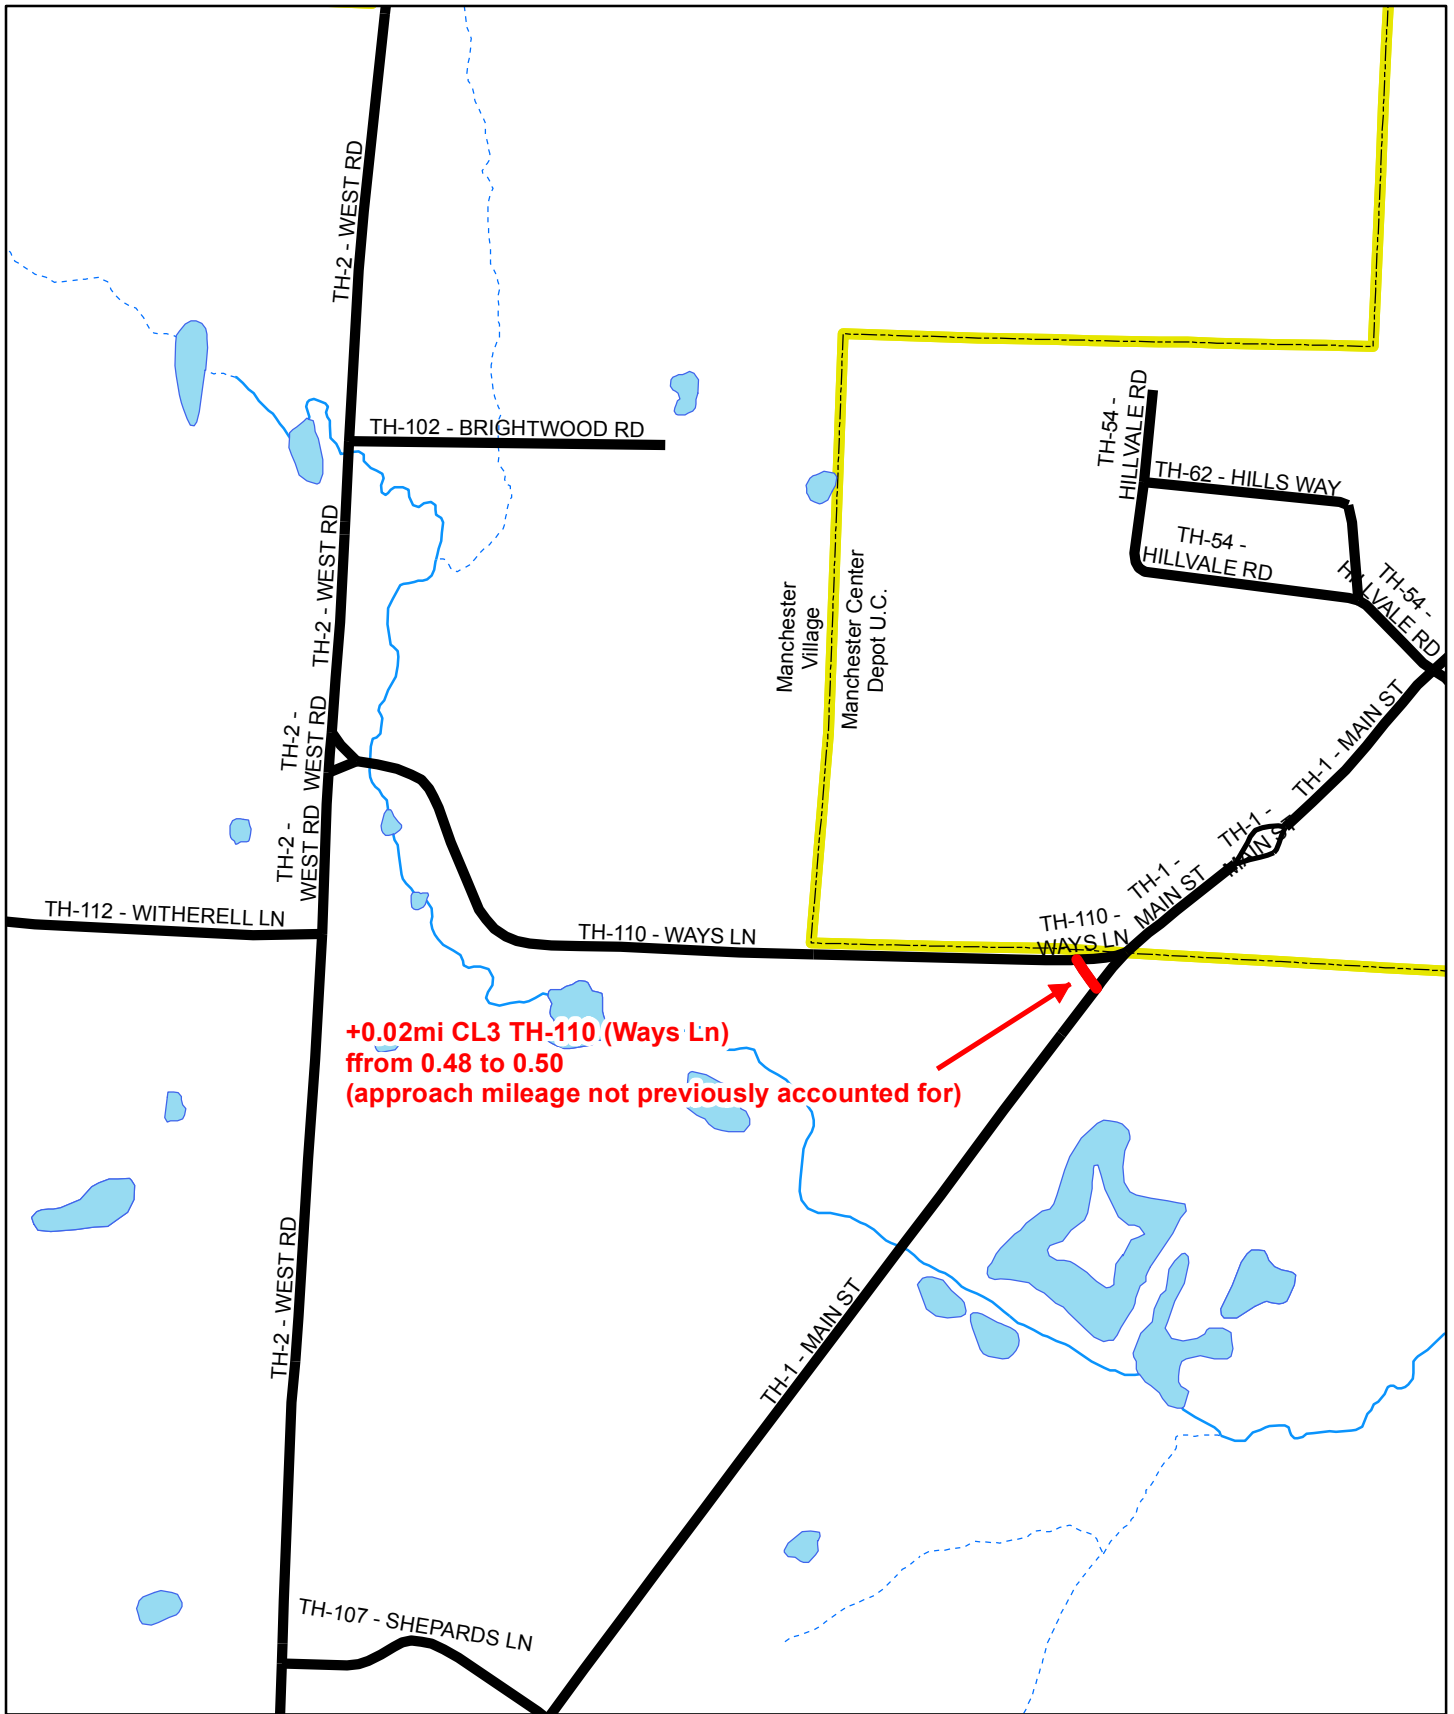 TH-2 - WEST RD
TH-102 - BRIGHTWOOD RD
TH-54 -
HILLVALE RD
TH-62 - HILLS WAY
TH-54 -
HILLVALE RD
TH-54 -
HILLVALE RD
TH-2 - WEST RD
Manchester
Village
Manchester Center
Depot U.C.
TH-2 -
WEST RD
TH-1 - MAIN ST
TH-2 -
WEST RD
TH-1 -
MAIN ST
TH-1 -
MAIN ST
TH-112 - WITHERELL LN
TH-110 - WAYS LN
TH-110 -
WAYS LN
+0.02mi CL3 TH-110 (Ways Ln)
ffrom 0.48 to 0.50
(approach mileage not previously accounted for)
TH-2 - WEST RD
TH-1 - MAIN ST
TH-107 - SHEPARDS LN